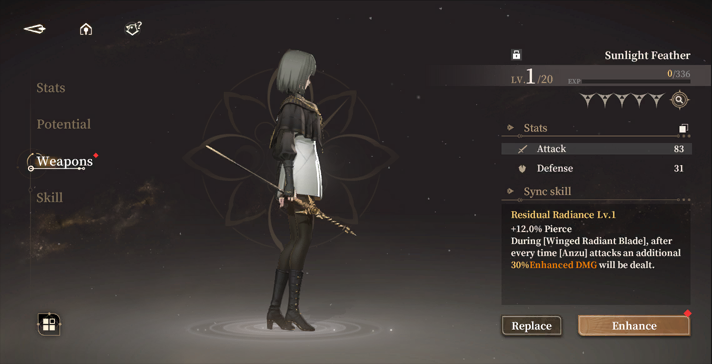 Sunlight Feather
LV.1/20
EXP
0/336
Stats
Potential
Weapons
Skill
Stats
Attack 83
Defense 31
Sync skill
Residual Radiance Lv.1
+12.0% Pierce
During [Winged Radiant Blade], after
every time [Anzu] attacks an additional
30%Enhanced DMG will be dealt.
Replace
Enhance